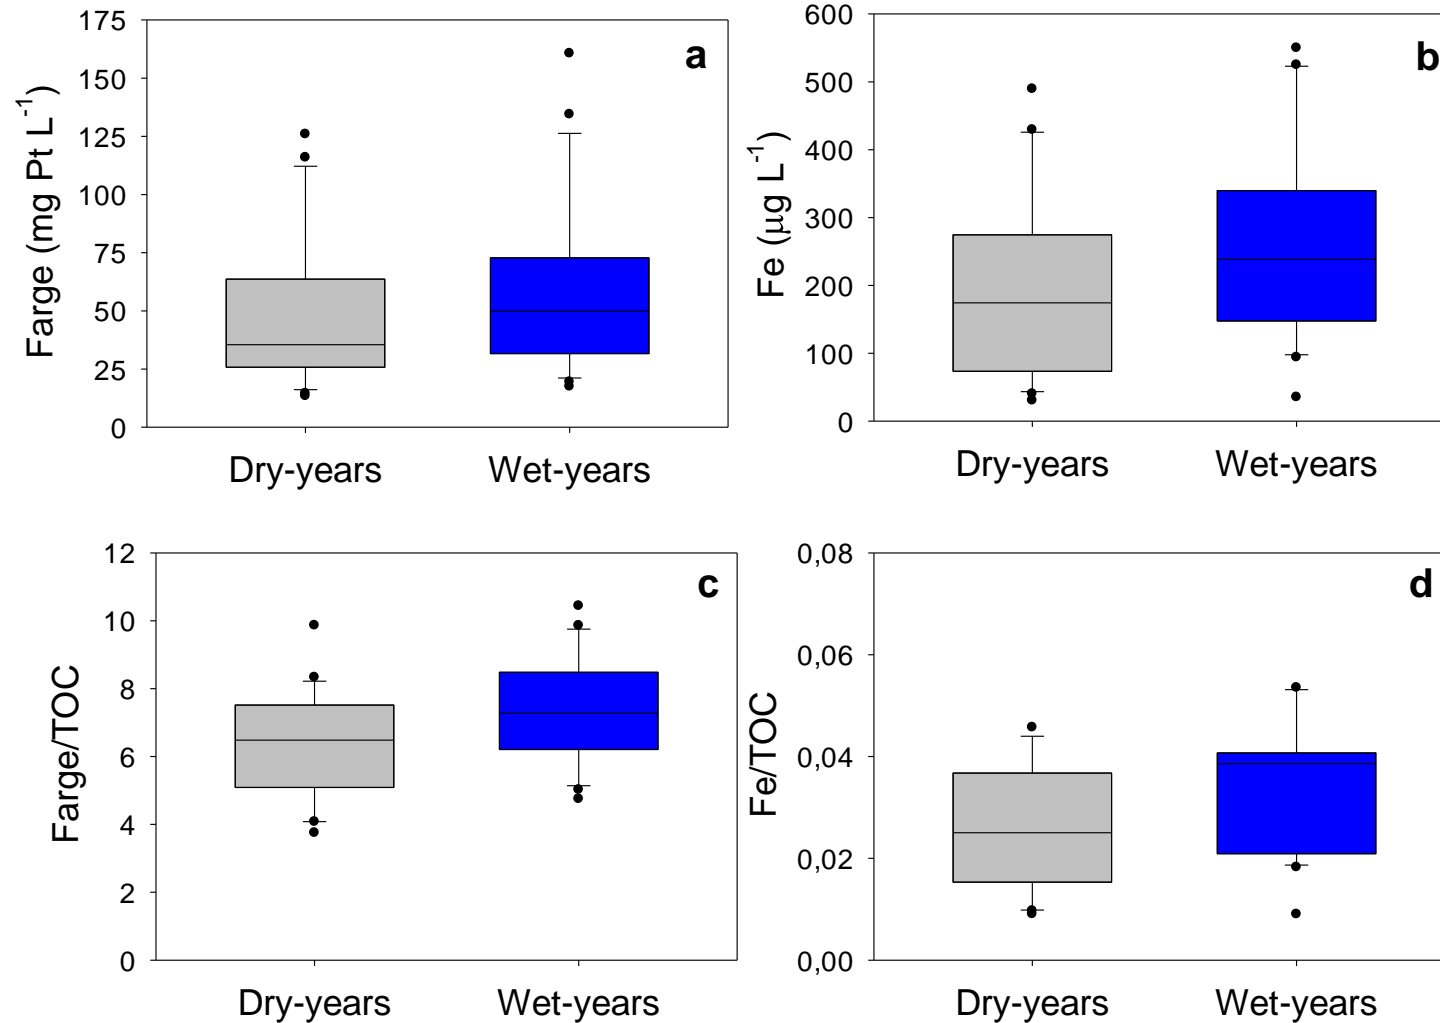 a
Farge (mg Pt L-1)
175
150
125
100
75
50
25
0
Dry-years Wet-years
b
Fe (μg L-1)
600
500
400
300
200
100
0
Dry-years Wet-years
c
Farge/TOC
12
10
8
6
4
2
0
Dry-years Wet-years
d
Fe/TOC
0,08
0,06
0,04
0,02
0,00
Dry-years Wet-years